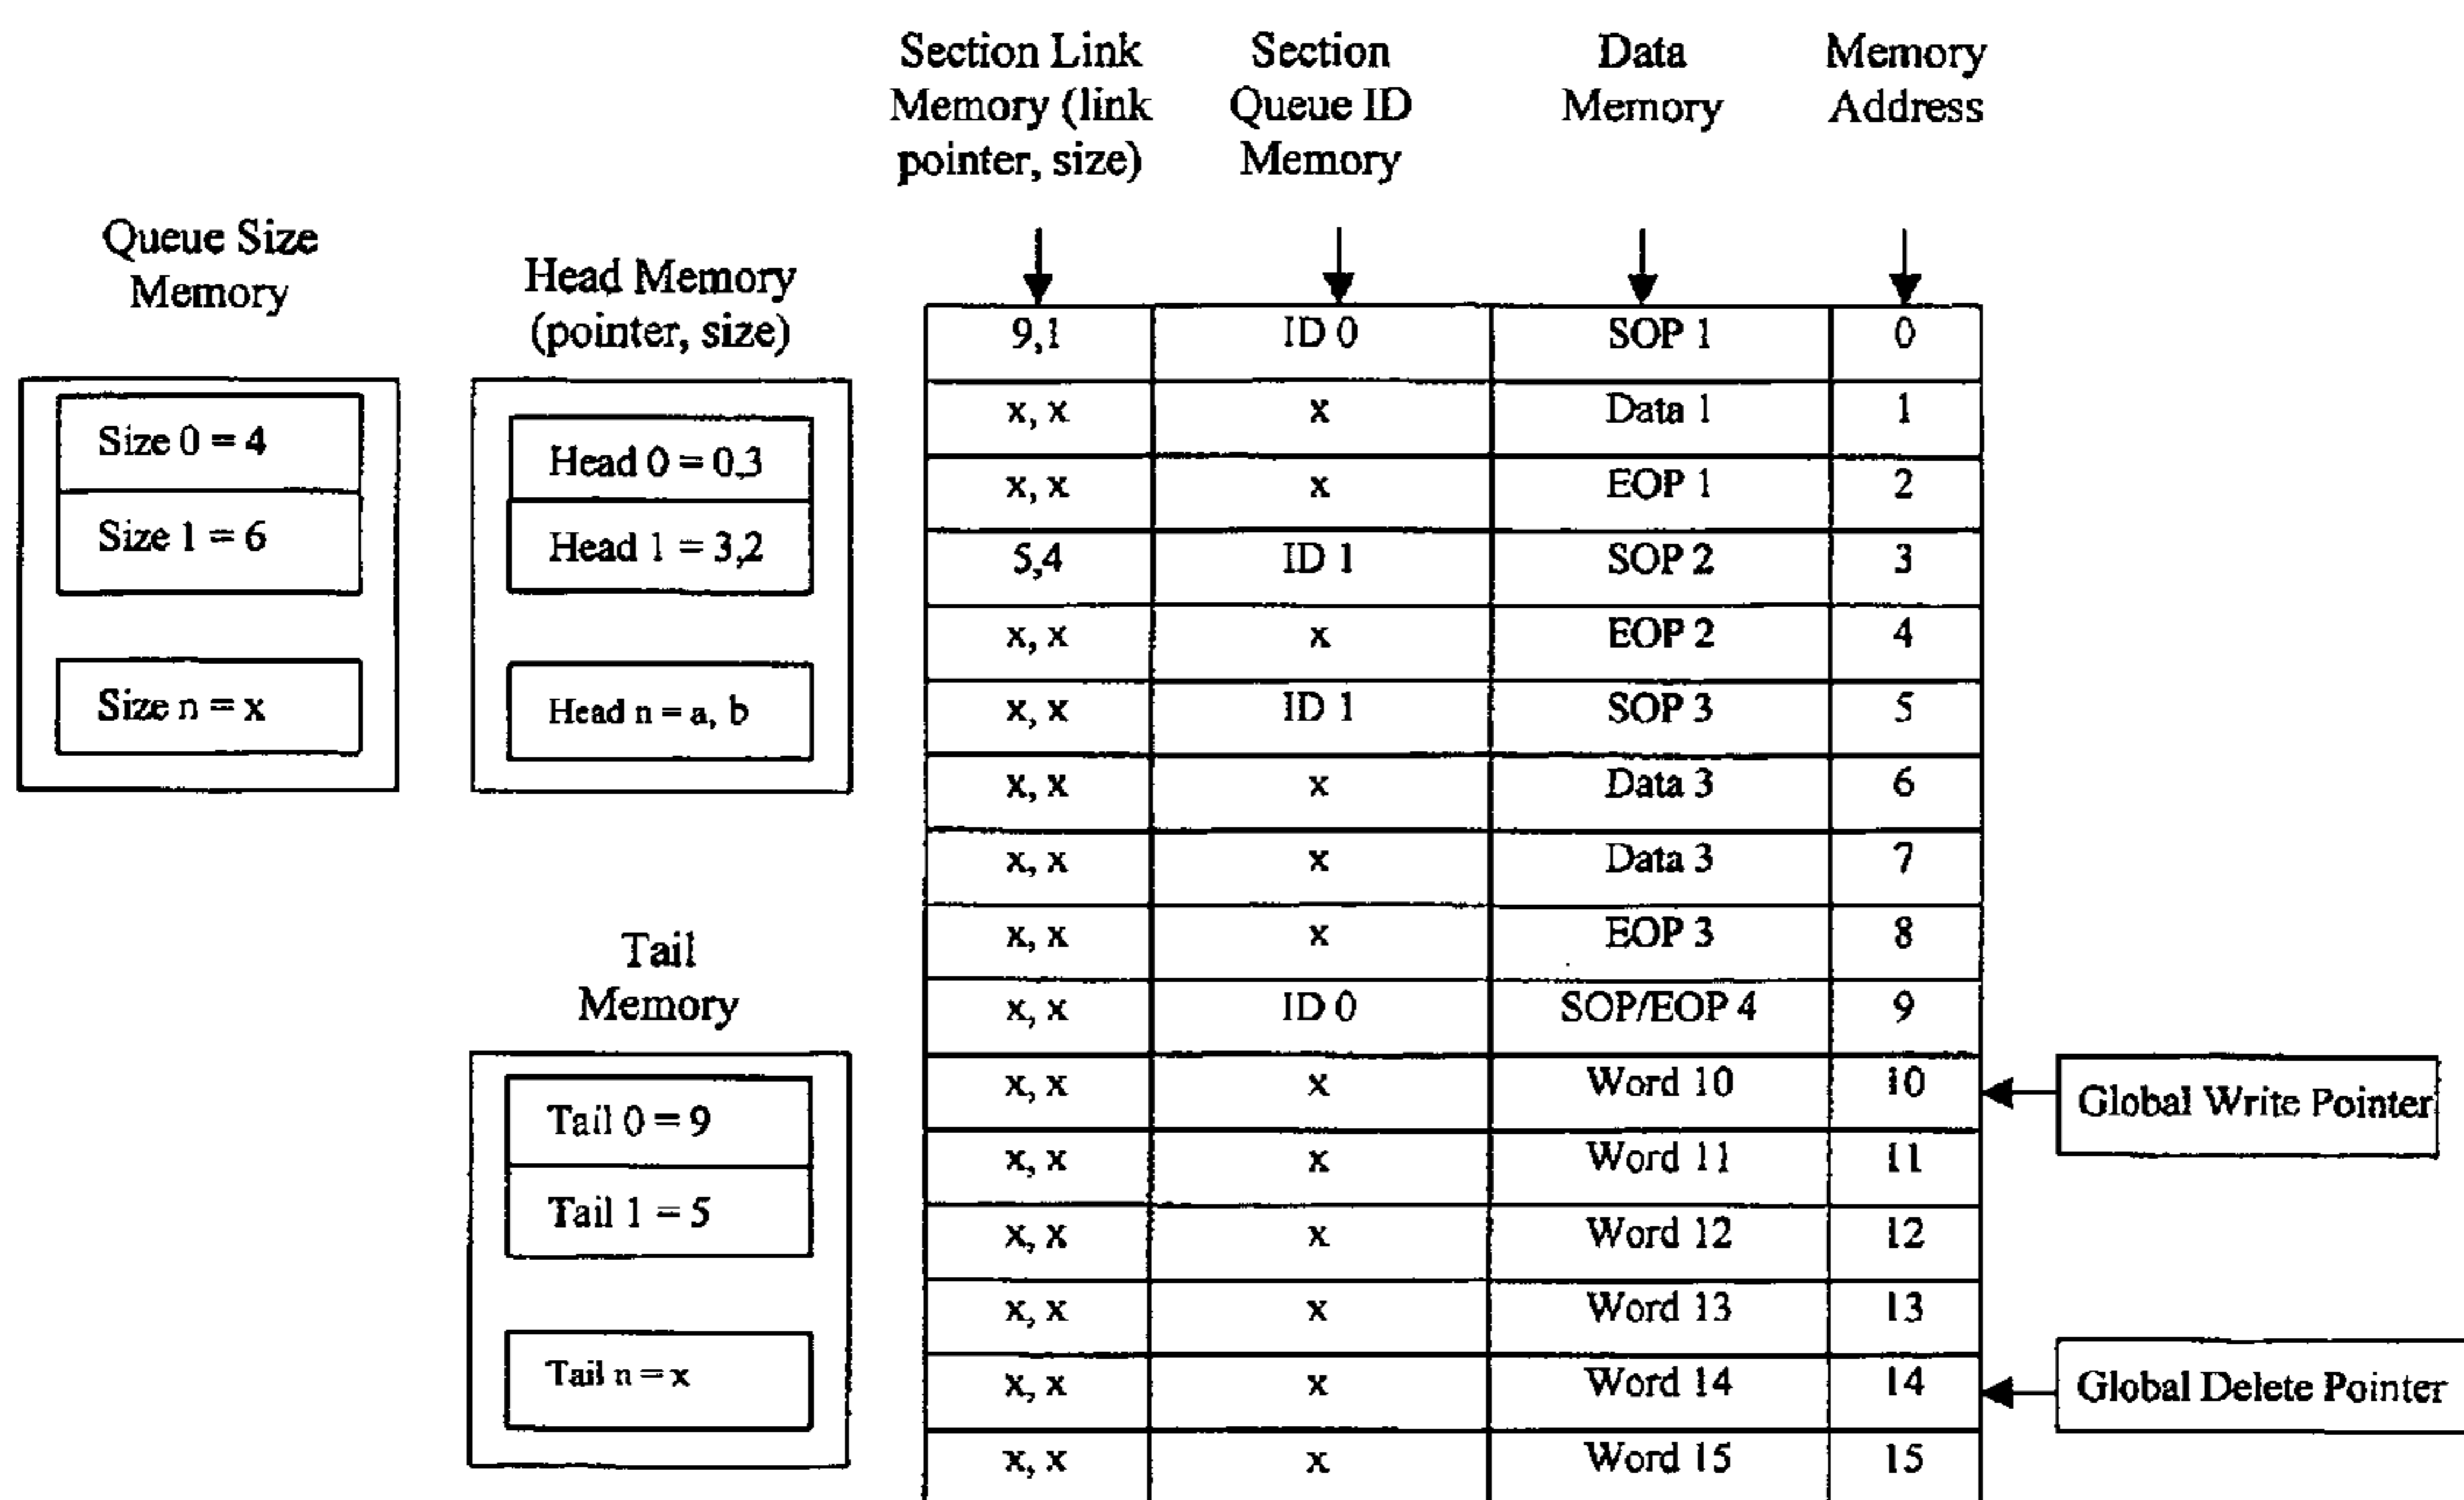 Section Link
Memory (link
pointer, size)
Section
Queue ID
Memory
Data
Memory
Memory
Address
Queue Size
Memory
Size 0 = 4
Size 1 = 6
Size n = x
Head Memory
(pointer, size)
Head 0 = 0,3
Head 1 = 3,2
Head n = a, b
Tail
Memory
Tail 0 = 9
Tail 1 = 5
Tail n = x
9,1 ID 0 SOP 1 0
x, x x Data 1 1
x, x x EOP 1 2
5,4 ID 1 SOP 2 3
x, x x EOP 2 4
x, x ID 1 SOP 3 5
x, x x Data 3 6
x, x x Data 3 7
x, x x EOP 3 8
x, x ID 0 SOP/EOP 4 9
x, x x Word 10 10
x, x x Word 11 11
x, x x Word 12 12
x, x x Word 13 13
x, x x Word 14 14
x, x x Word 15 15
Global Write Pointer
Global Delete Pointer